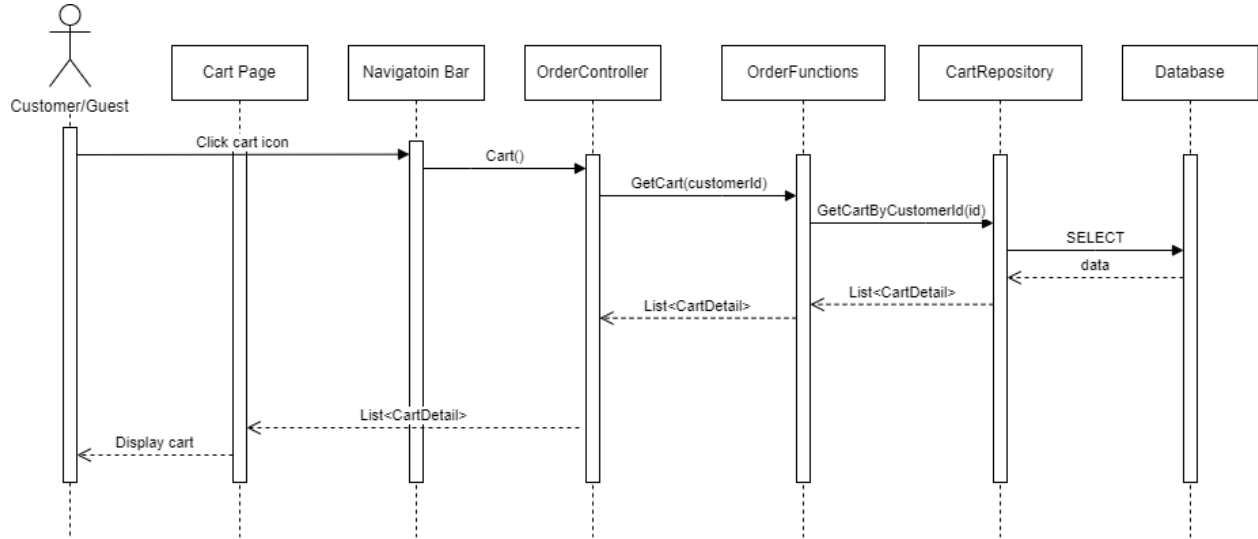 Customer/Guest
Cart Page
Navigatoin Bar
OrderController
OrderFunctions
CartRepository
Database
Click cart icon
Cart()
GetCart(customerId)
GetCartByCustomerId(id)
SELECT
data
List<CartDetail>
List<CartDetail>
List<CartDetail>
Display cart